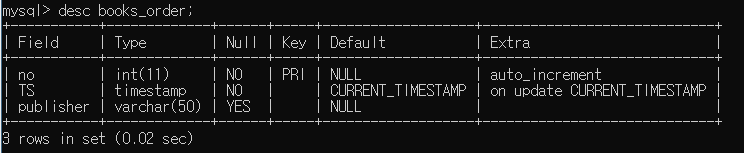 mysql> desc books_order;
+-----------+-------------+------+-----+-------------------+-----------------------------+
| Field     | Type        | Null | Key | Default           | Extra                       |
+-----------+-------------+------+-----+-------------------+-----------------------------+
| no        | int(11)     | NO   | PRI | NULL              | auto_increment              |
| TS        | timestamp   | NO   |     | CURRENT_TIMESTAMP | on update CURRENT_TIMESTAMP |
| publisher | varchar(50) | YES  |     | NULL              |                             |
+-----------+-------------+------+-----+-------------------+-----------------------------+
3 rows in set (0.02 sec)